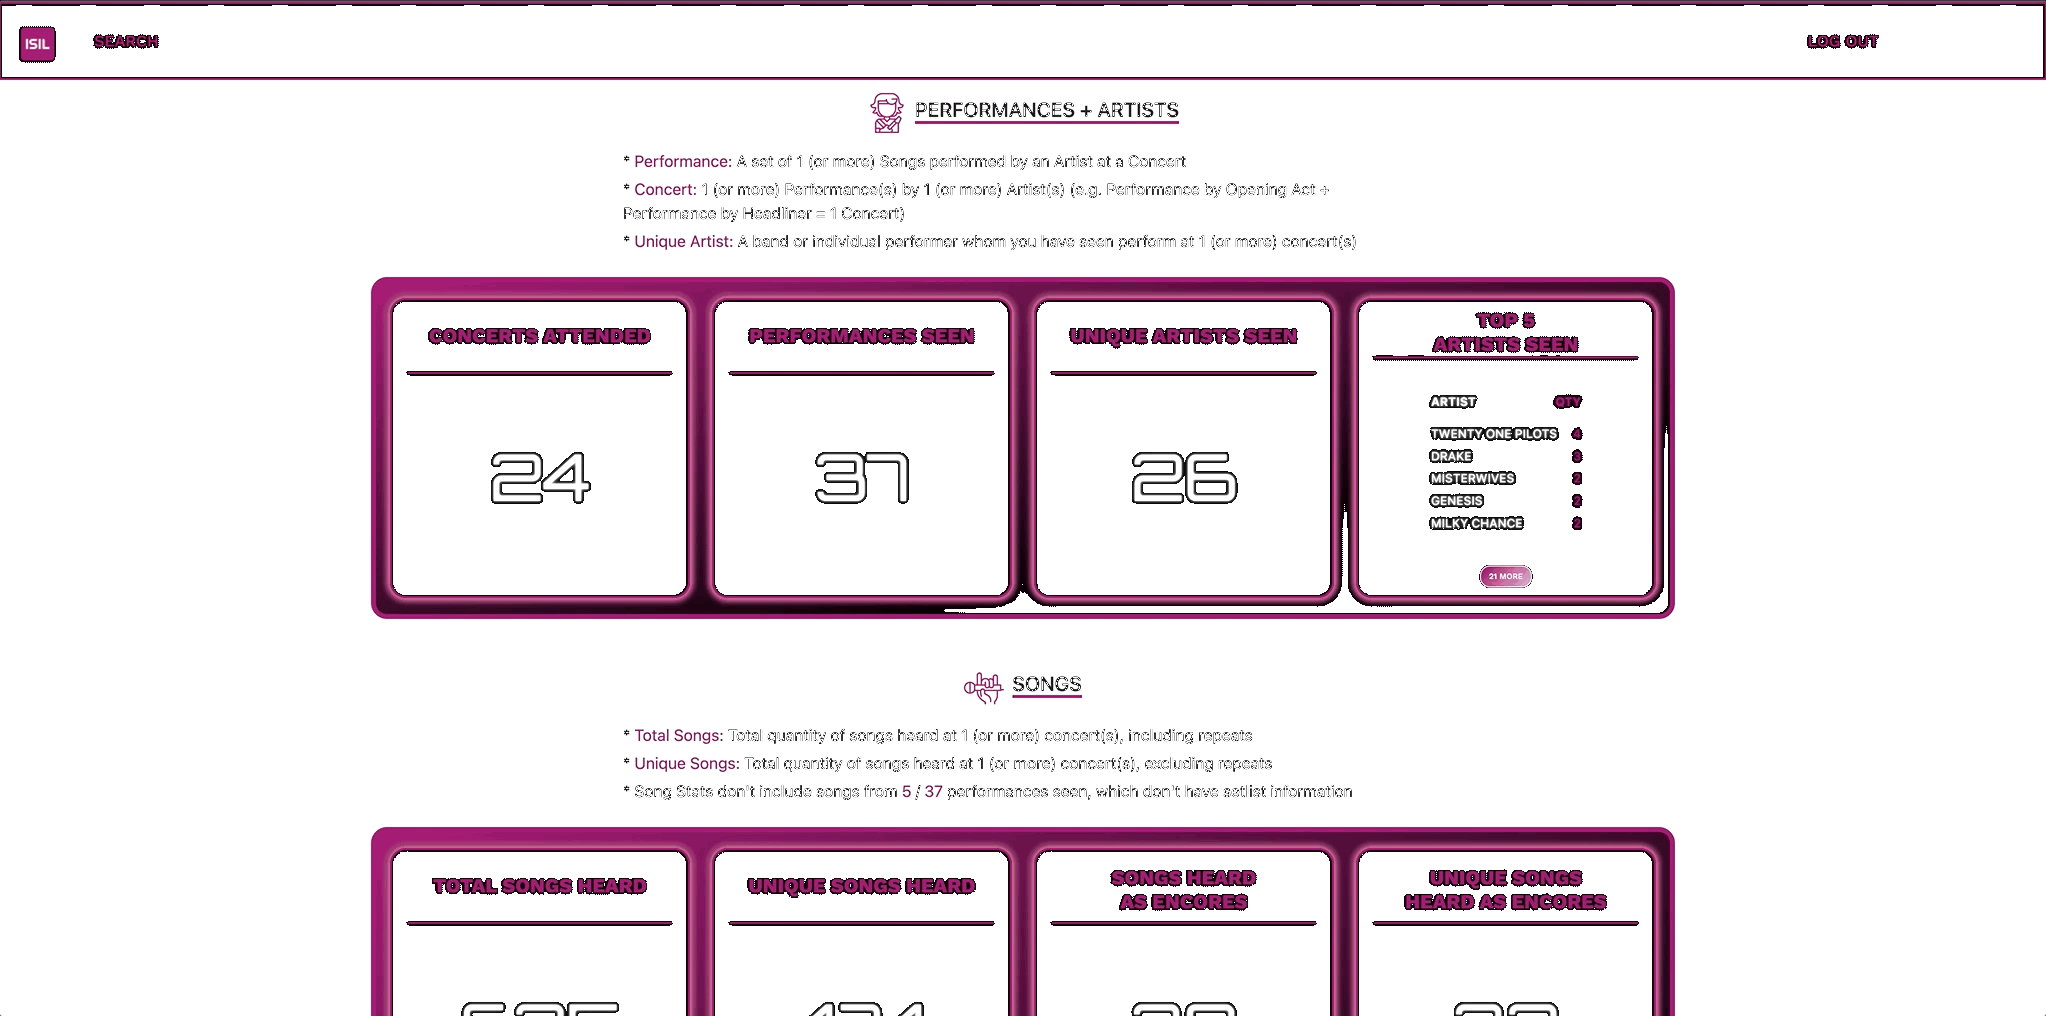 ISIL SEARCH LOG OUT
PERFORMANCES + ARTISTS
* Performance: A set of 1 (or more) Songs performed by an Artist at a Concert
* Concert: 1 (or more) Performance(s) by 1 (or more) Artist(s) (e.g. Performance by Opening Act +
Performance by Headliner = 1 Concert)
* Unique Artist: A band or individual performer whom you have seen perform at 1 (or more) concert(s)
CONCERTS ATTENDED
24
PERFORMANCES SEEN
37
UNIQUE ARTISTS SEEN
26
TOP 5
ARTISTS SEEN
ARTIST QTY
TWENTY ONE PILOTS 4
DRAKE 3
MISTERWIVES 2
GENESIS 2
MILKY CHANCE 2
21 MORE
SONGS
* Total Songs: Total quantity of songs heard at 1 (or more) concert(s), including repeats
* Unique Songs: Total quantity of songs heard at 1 (or more) concert(s), excluding repeats
* Song Stats don't include songs from 5 / 37 performances seen, which don't have setlist information
TOTAL SONGS HEARD
UNIQUE SONGS HEARD
SONGS HEARD
AS ENCORES
UNIQUE SONGS
HEARD AS ENCORES